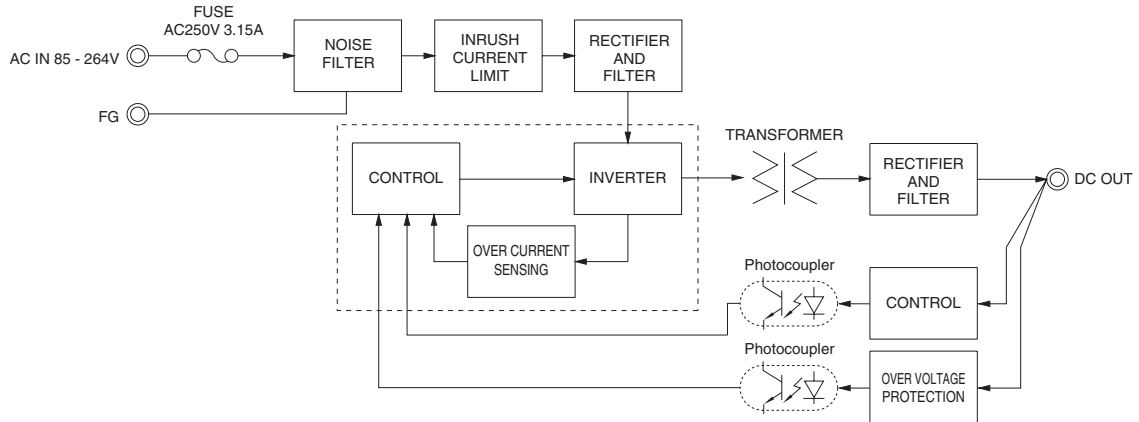 FUSE
AC250V 3.15A
AC IN 85 - 264V
NOISE
FILTER
INRUSH
CURRENT
LIMIT
RECTIFIER
AND
FILTER
FG
CONTROL
INVERTER
TRANSFORMER
RECTIFIER
AND
FILTER
DC OUT
OVER CURRENT
SENSING
Photocoupler
CONTROL
Photocoupler
OVER VOLTAGE
PROTECTION